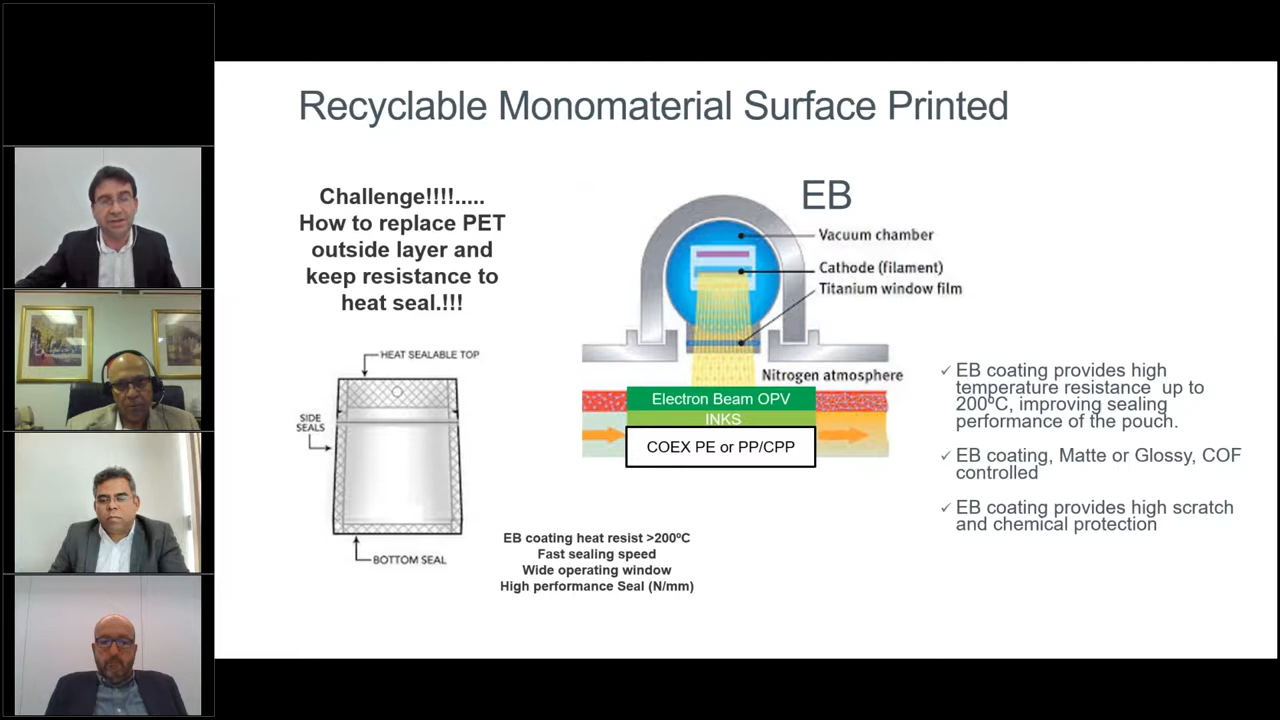 Recyclable Monomaterial Surface Printed
Challenge!!!!.....
How to replace PET
outside layer and
keep resistance to
heat seal.!!!
HEAT SEALABLE TOP
SIDE
SEALS
BOTTOM SEAL
EB coating heat resist >200ºC
Fast sealing speed
Wide operating window
High performance Seal (N/mm)
EB
Vacuum chamber
Cathode (filament)
Titanium window film
Nitrogen atmosphere
Electron Beam OPV
INKS
COEX PE or PP/CPP
✓ EB coating provides high
temperature resistance up to
200ºC, improving sealing
performance of the pouch.
✓ EB coating, Matte or Glossy, COF
controlled
✓ EB coating provides high scratch
and chemical protection